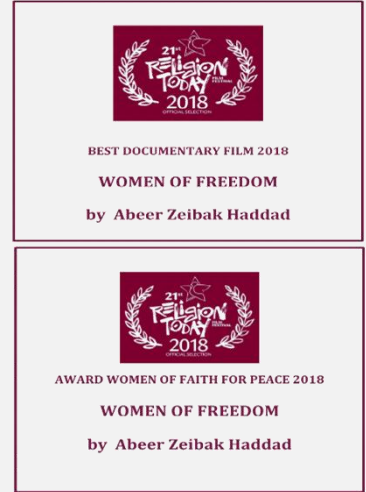 21st
RELIGION
TODAY
FILM
FESTIVAL
2018
OFFICIAL SELECTION
BEST DOCUMENTARY FILM 2018
WOMEN OF FREEDOM
by Abeer Zeibak Haddad
21st
RELIGION
TODAY
FILM
FESTIVAL
2018
OFFICIAL SELECTION
AWARD WOMEN OF FAITH FOR PEACE 2018
WOMEN OF FREEDOM
by Abeer Zeibak Haddad